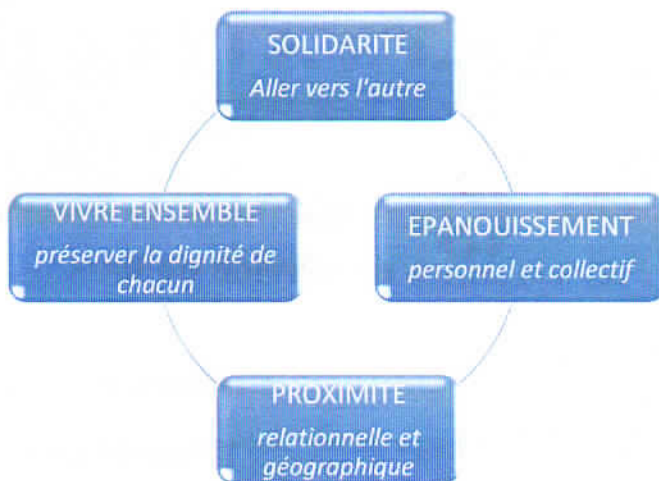 SOLIDARITE
Aller vers l'autre
VIVRE ENSEMBLE
préserver la dignité de
chacun
EPANOUISSEMENT
personnel et collectif
PROXIMITE
relationnelle et
géographique